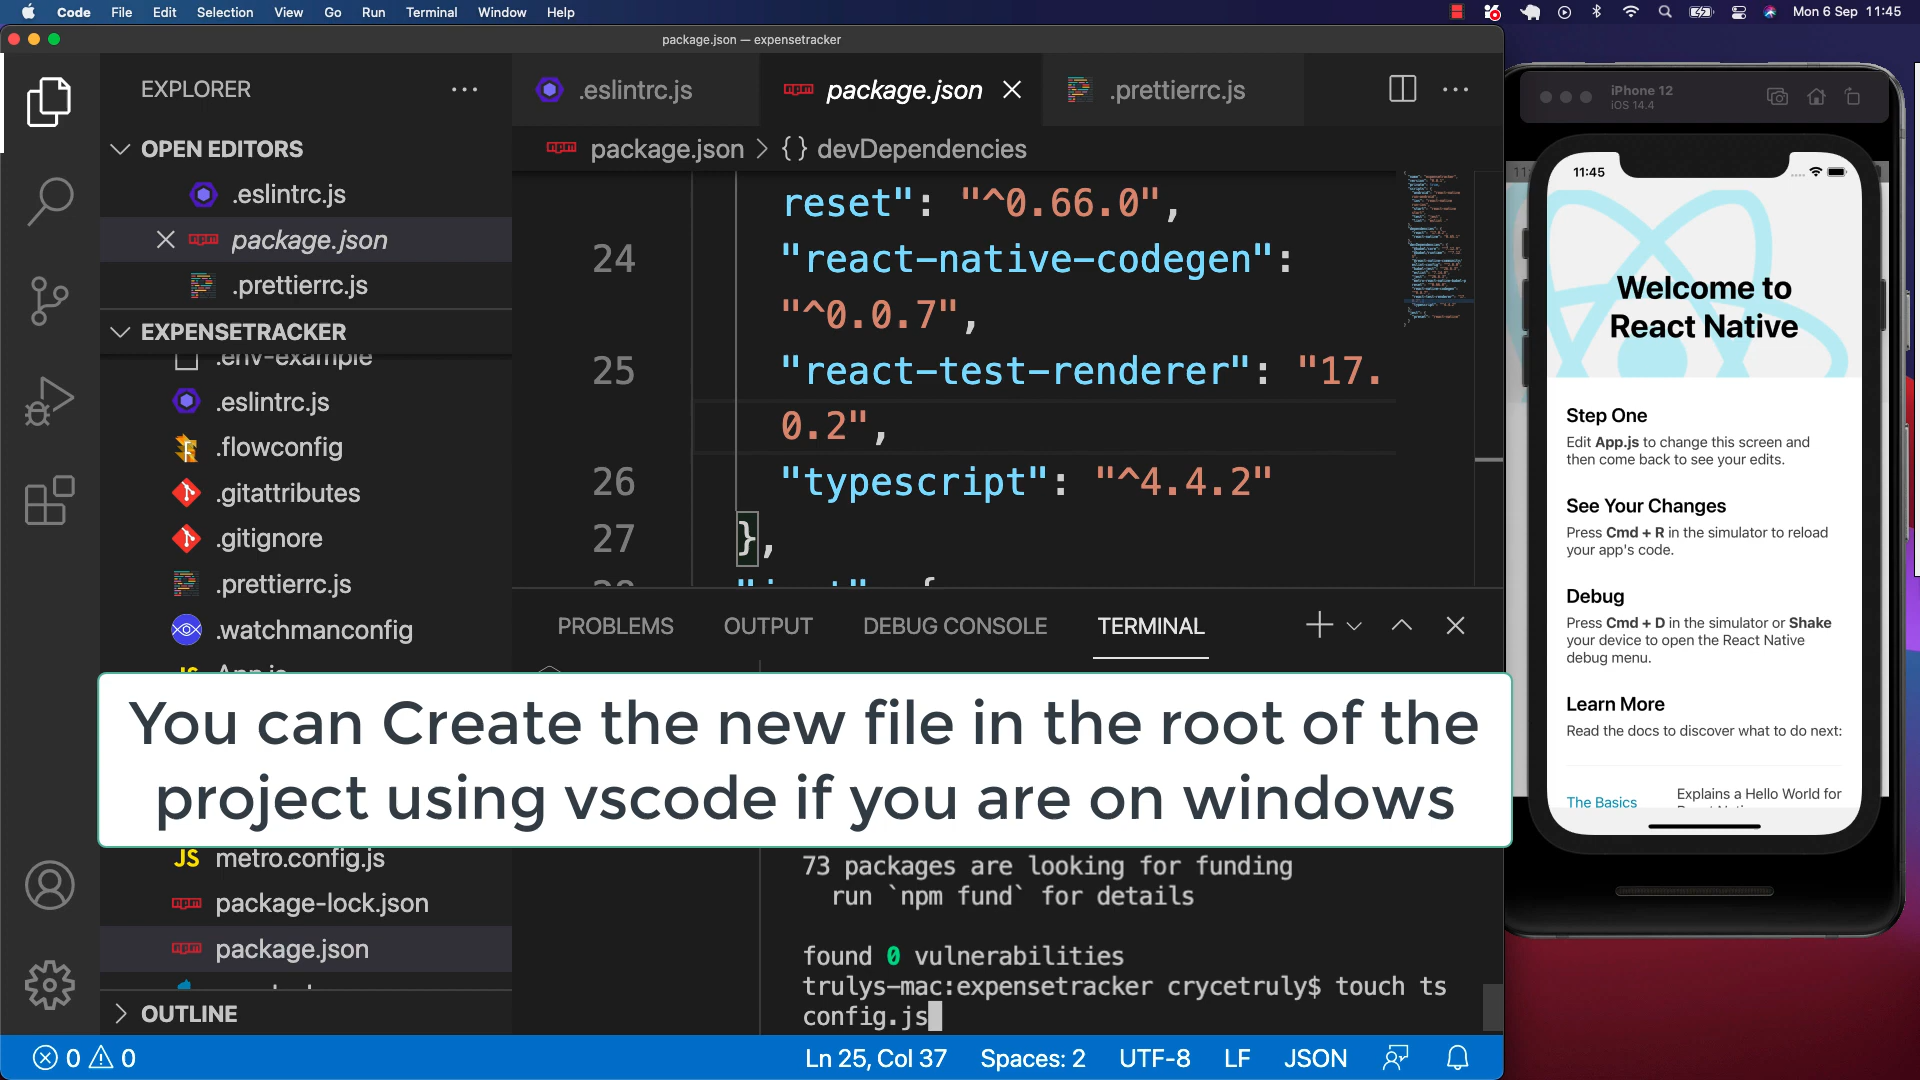 Code File Edit Selection View Go Run Terminal Window Help
Mon 6 Sep 11:45
package.json — expensetracker
EXPLORER
OPEN EDITORS
.eslintrc.js
package.json
.prettierrc.js
EXPENSETRACKER
.env-example
.eslintrc.js
.flowconfig
.gitattributes
.gitignore
.prettierrc.js
.watchmanconfig
JS App.js
JS metro.config.js
package-lock.json
package.json
OUTLINE
.eslintrc.js
package.json
.prettierrc.js
package.json > {} devDependencies
reset": "^0.66.0",
24 "react-native-codegen":
"^0.0.7",
25 "react-test-renderer": "17.
0.2",
26 "typescript": "^4.4.2"
27 },
28 "jest": {
PROBLEMS OUTPUT DEBUG CONSOLE TERMINAL
You can Create the new file in the root of the
project using vscode if you are on windows
73 packages are looking for funding
run `npm fund` for details
found 0 vulnerabilities
trulys-mac:expensetracker crycetruly$ touch ts
config.js
0 0
Ln 25, Col 37 Spaces: 2 UTF-8 LF JSON
iPhone 12
iOS 14.4
11:45
Welcome to
React Native
Step One
Edit App.js to change this screen and
then come back to see your edits.
See Your Changes
Press Cmd + R in the simulator to reload
your app's code.
Debug
Press Cmd + D in the simulator or Shake
your device to open the React Native
debug menu.
Learn More
Read the docs to discover what to do next:
The Basics
Explains a Hello World for